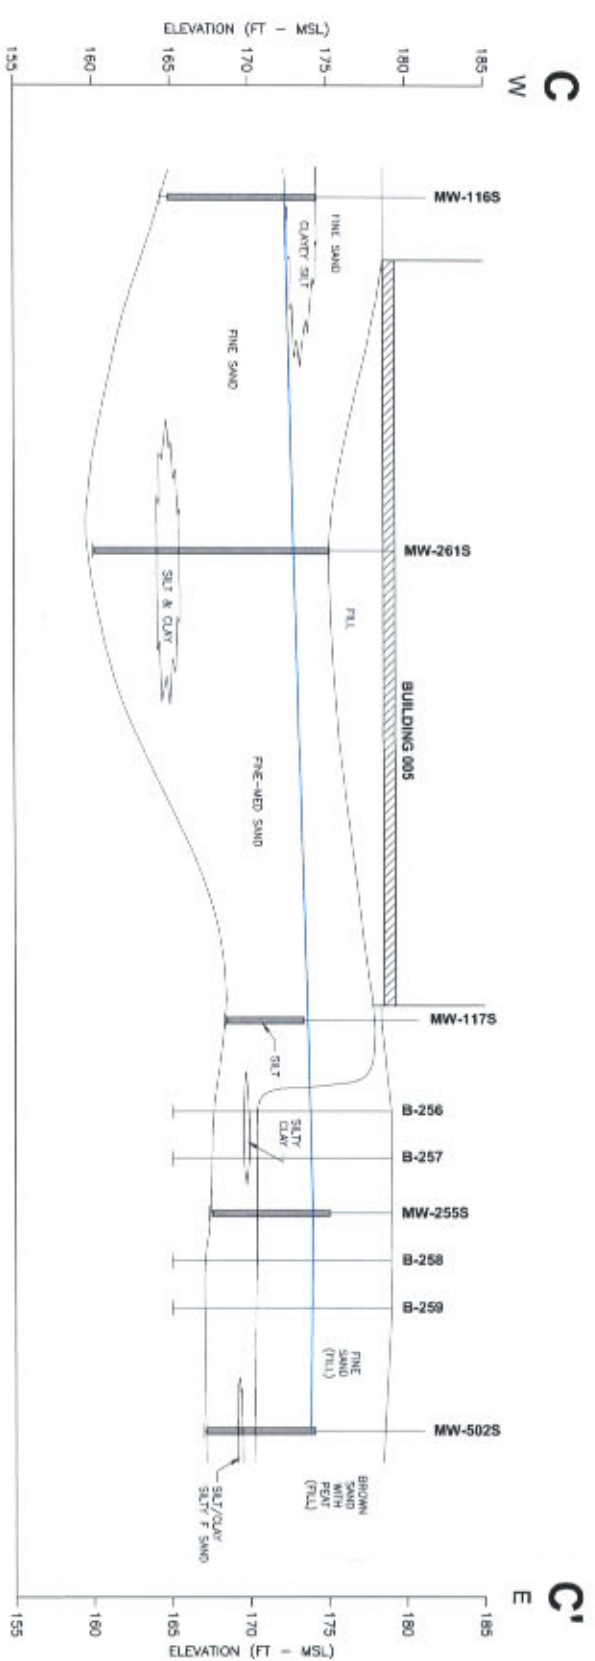 C
W
ELEVATION (FT - MSL)
185
180
175
170
165
160
155
MW-116S
MW-261S
BUILDING 005
MW-117S
B-256
B-257
MW-255S
B-258
B-259
MW-502S
FINE SAND
CLAYEY SILT
FINE SAND
SILT & CLAY
FILL
FINE-MED SAND
SILT
SILTY
CLAY
FINE
SAND
(FILL)
BROWN
SAND
WITH
PEAT
(FILL)
SILT/CLAY
SILTY F SAND
C'
E
185
180
175
170
165
160
155
ELEVATION (FT - MSL)